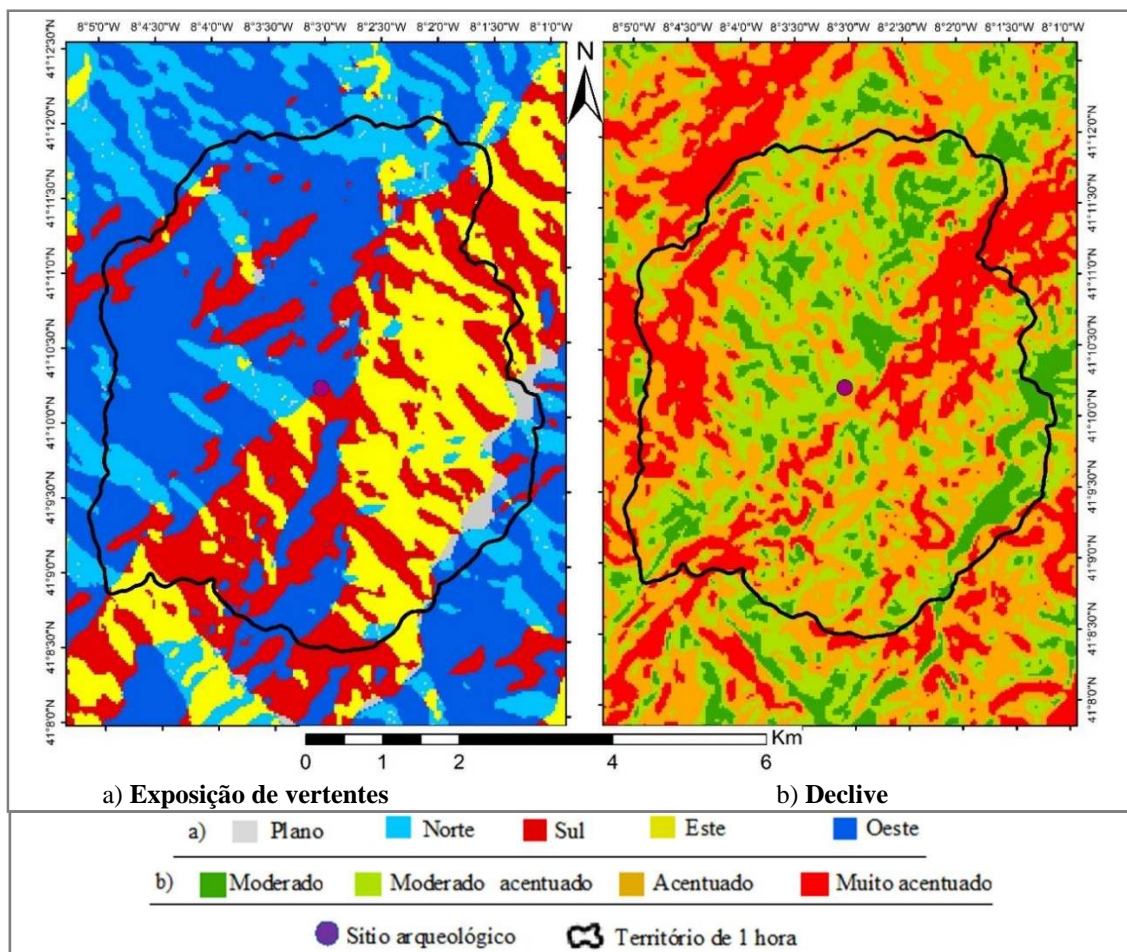 8°5'0"W 8°4'30"W 8°4'0"W 8°3'30"W 8°3'0"W 8°2'30"W 8°2'0"W 8°1'30"W 8°1'0"W
8°5'0"W 8°4'30"W 8°4'0"W 8°3'30"W 8°3'0"W 8°2'30"W 8°2'0"W 8°1'30"W 8°1'0"W
41°12'30"N
41°12'0"N
41°11'30"N
41°11'0"N
41°10'30"N
41°10'0"N
41°9'30"N
41°9'0"N
41°8'30"N
41°8'0"N
N
41°12'0"N
41°11'30"N
41°11'0"N
41°10'30"N
41°10'0"N
41°9'30"N
41°9'0"N
41°8'30"N
41°8'0"N
Km
0 1 2 4 6
a) Exposição de vertentes b) Declive
a) Plano Norte Sul Este Oeste
b) Moderado Moderado acentuado Acentuado Muito acentuado
Sítio arqueológico Território de 1 hora